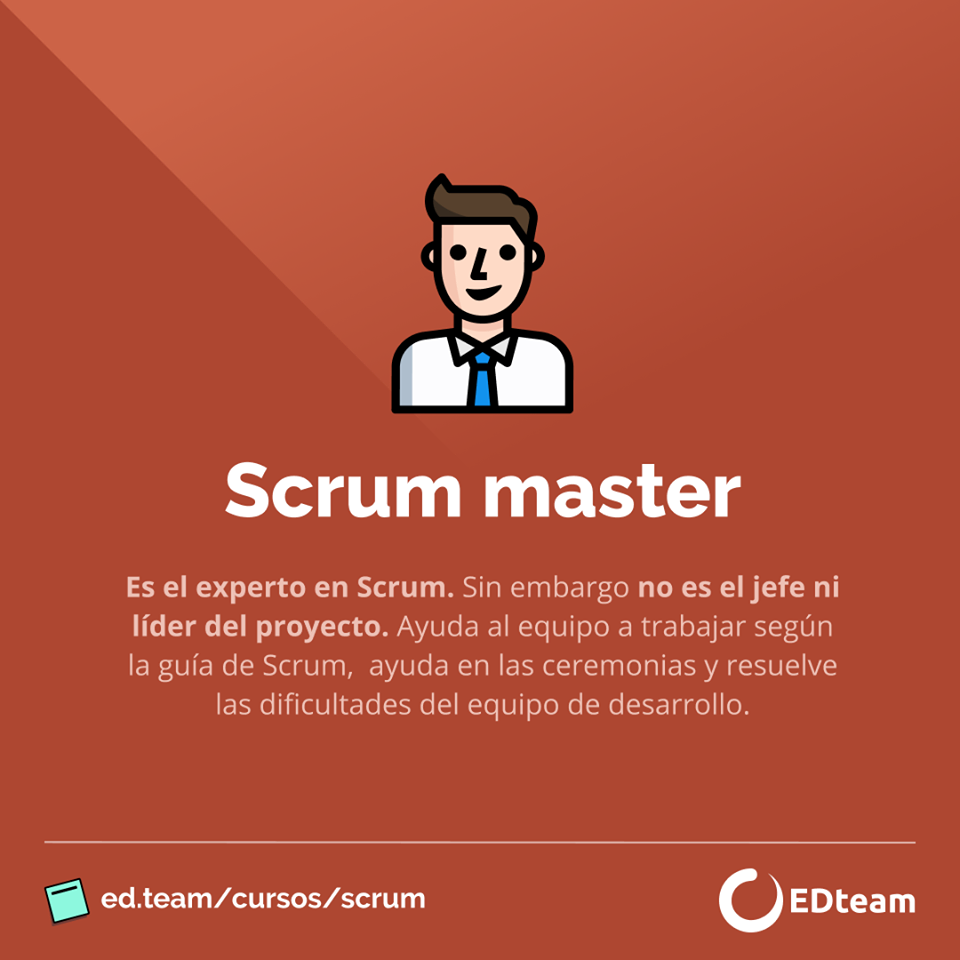 Scrum master
Es el experto en Scrum. Sin embargo no es el jefe ni
líder del proyecto. Ayuda al equipo a trabajar según
la guía de Scrum,  ayuda en las ceremonias y resuelve
las dificultades del equipo de desarrollo.
ed.team/cursos/scrum
EDteam